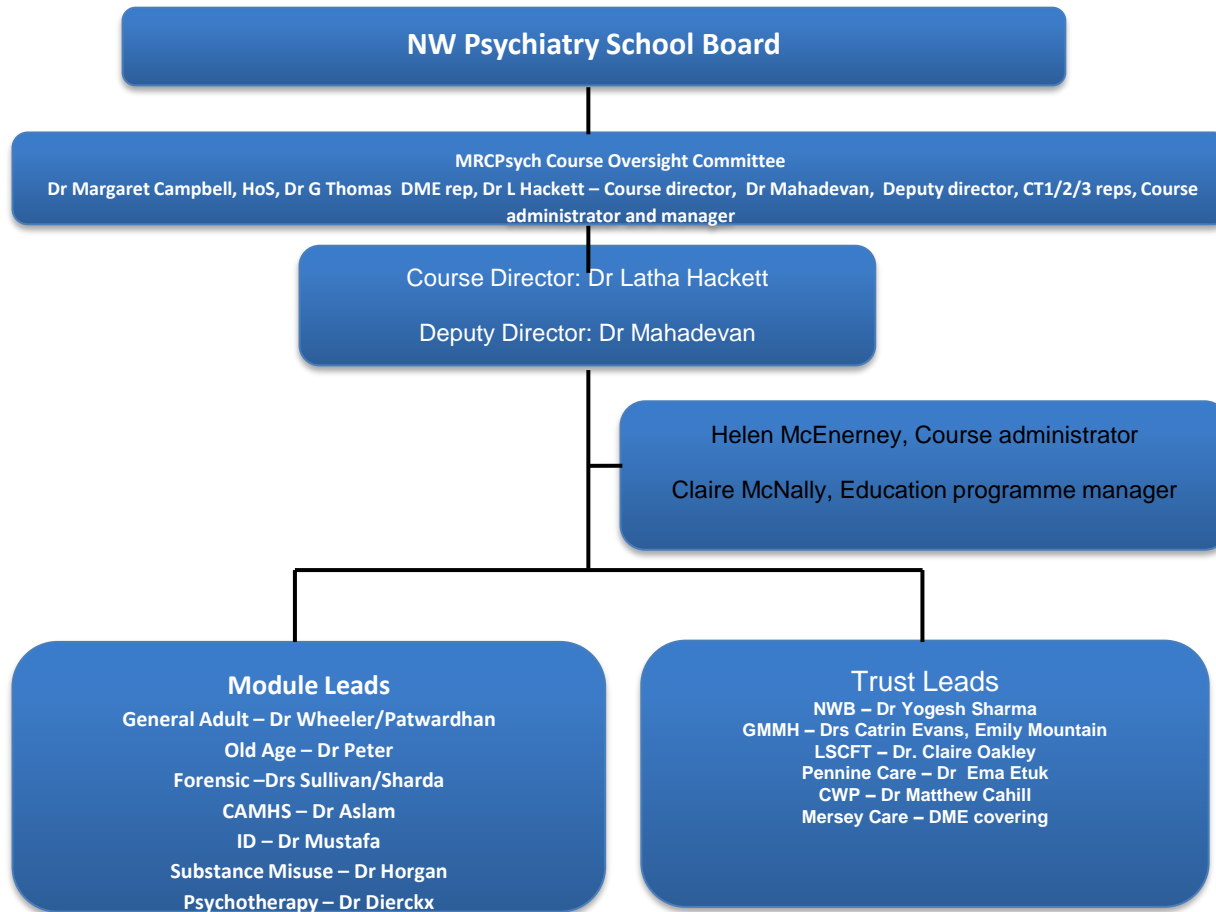 NW Psychiatry School Board
MRCPsych Course Oversight Committee
Dr Margaret Campbell, HoS, Dr G Thomas  DME rep, Dr L Hackett – Course director,  Dr Mahadevan,  Deputy director, CT1/2/3 reps, Course
administrator and manager
Course Director: Dr Latha Hackett
Deputy Director: Dr Mahadevan
Helen McEnerney, Course administrator
Claire McNally, Education programme manager
Module Leads
General Adult – Dr Wheeler/Patwardhan
Old Age – Dr Peter
Forensic –Drs Sullivan/Sharda
CAMHS – Dr Aslam
ID – Dr Mustafa
Substance Misuse – Dr Horgan
Psychotherapy – Dr Dierckx
Trust Leads
NWB – Dr Yogesh Sharma
GMMH – Drs Catrin Evans, Emily Mountain
LSCFT – Dr. Claire Oakley
Pennine Care – Dr  Ema Etuk
CWP – Dr Matthew Cahill
Mersey Care – DME covering